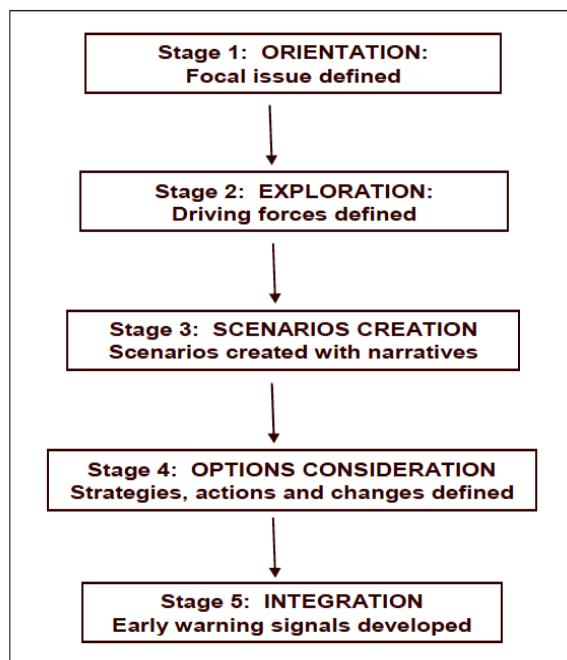 Stage 1:  ORIENTATION:
Focal issue defined
Stage 2:  EXPLORATION:
Driving forces defined
Stage 3:  SCENARIOS CREATION
Scenarios created with narratives
Stage 4:  OPTIONS CONSIDERATION
Strategies, actions and changes defined
Stage 5:  INTEGRATION
Early warning signals developed